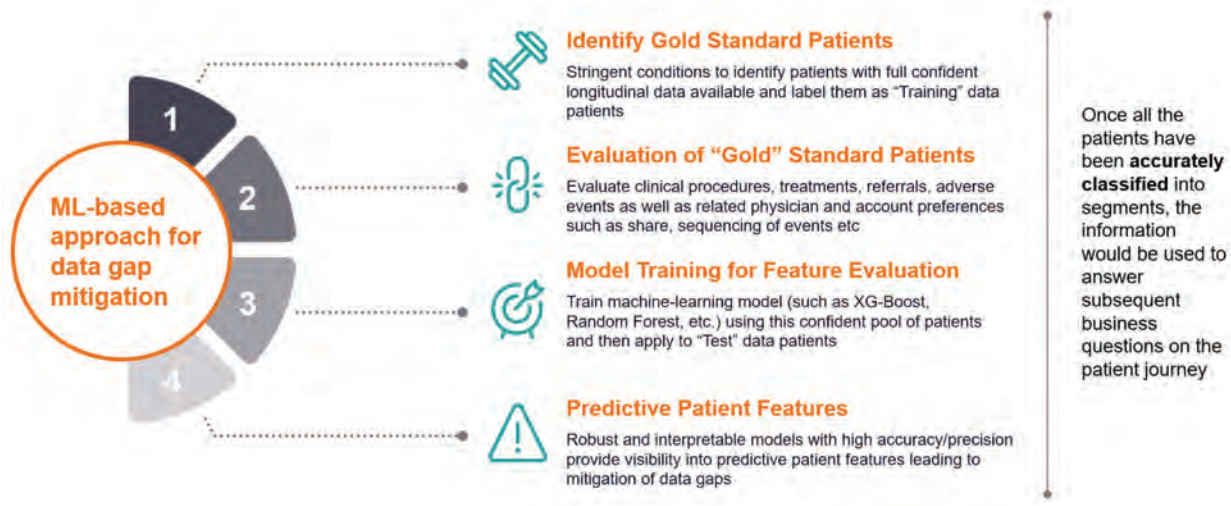 ML-based
approach for
data gap
mitigation
1
2
3
4
Identify Gold Standard Patients
Stringent conditions to identify patients with full confident
longitudinal data available and label them as “Training” data
patients
Evaluation of “Gold” Standard Patients
Evaluate clinical procedures, treatments, referrals, adverse
events as well as related physician and account preferences
such as share, sequencing of events etc
Model Training for Feature Evaluation
Train machine-learning model (such as XG-Boost,
Random Forest, etc.) using this confident pool of patients
and then apply to “Test” data patients
Predictive Patient Features
Robust and interpretable models with high accuracy/precision
provide visibility into predictive patient features leading to
mitigation of data gaps
Once all the
patients have
been accurately
classified into
segments, the
information
would be used to
answer
subsequent
business
questions on the
patient journey